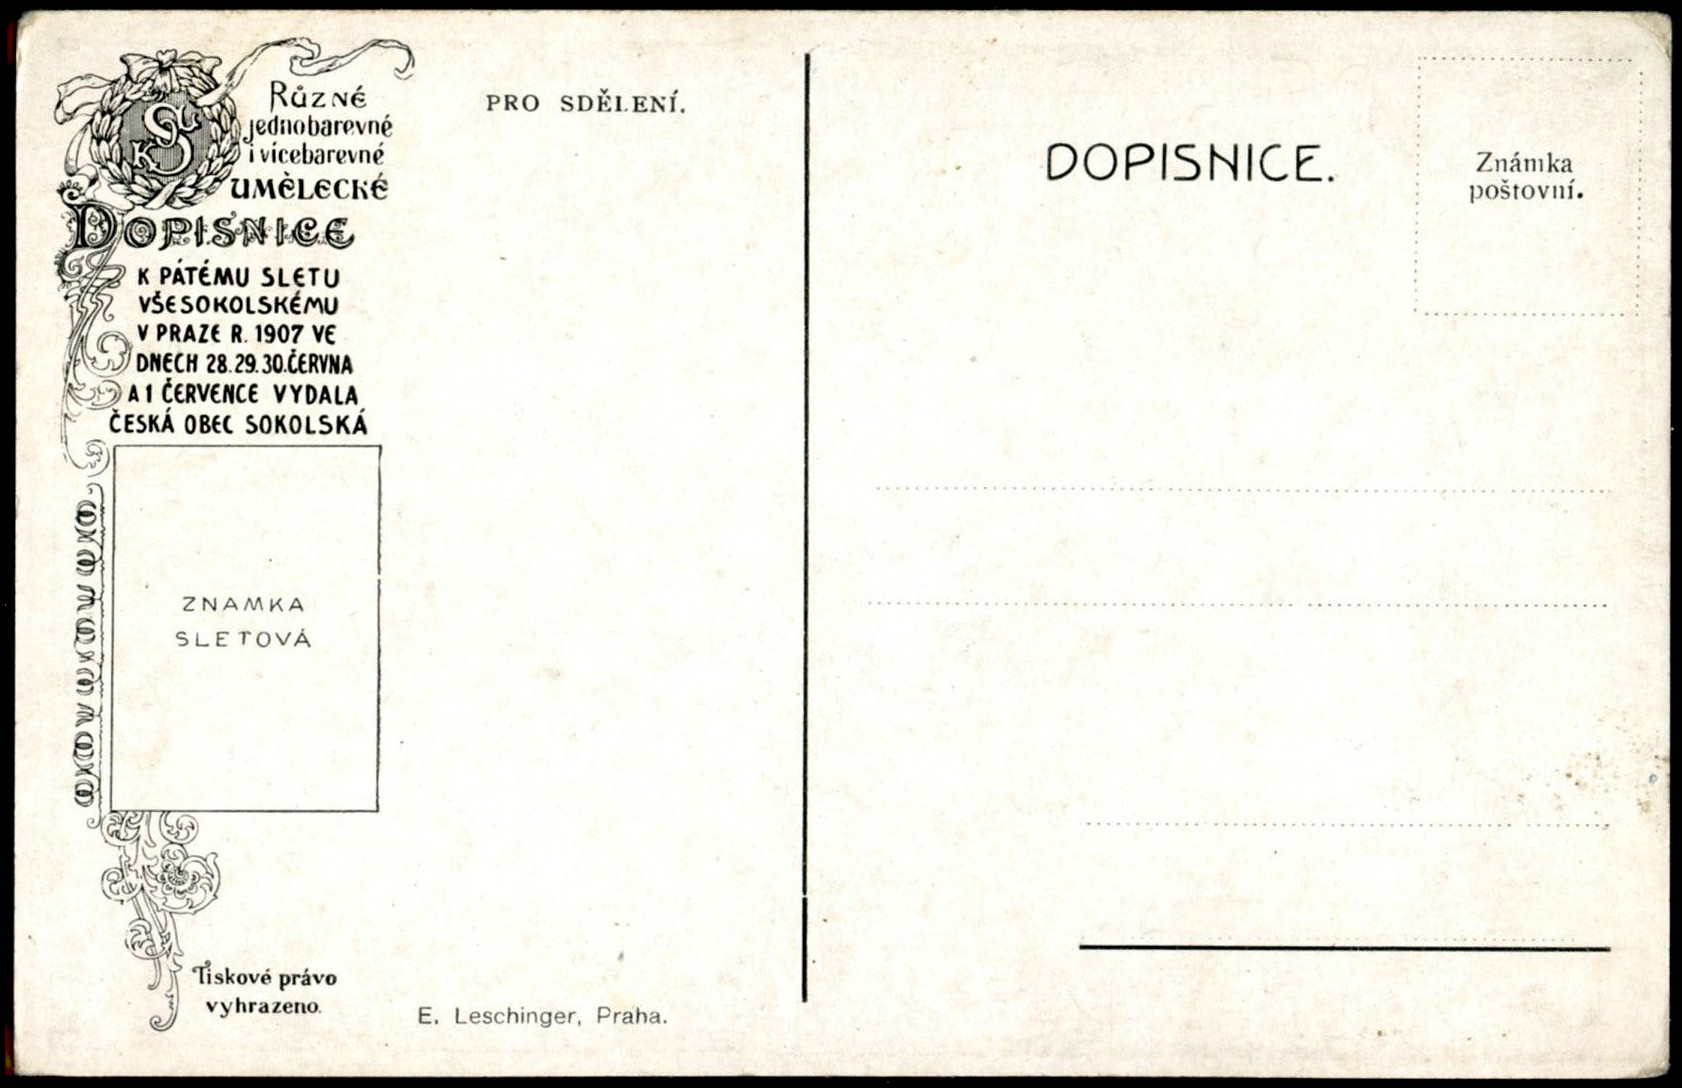 Různé
jednobarevné
i vícebarevné
UMĚLECKÉ
DOPISNICE
K PÁTÉMU SLETU
VŠESOKOLSKÉMU
V PRAZE R. 1907 VE
DNECH 28.29.30.ČERVNA
A 1 ČERVENCE VYDALA
ČESKÁ OBEC SOKOLSKÁ
ZNAMKA
SLETOVÁ
Tiskové právo
vyhrazeno.
PRO SDĚLENÍ.
E. Leschinger, Praha.
DOPISNICE.
Známka
poštovní.